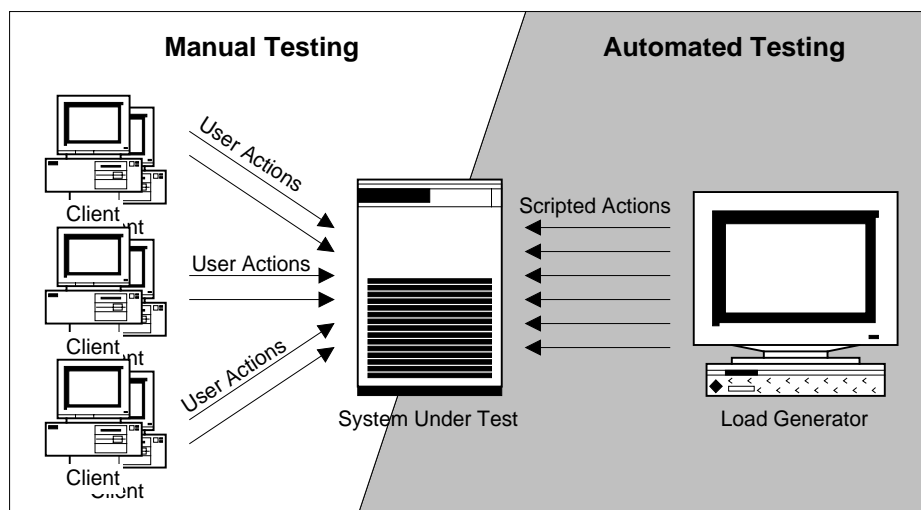 Manual Testing
Automated Testing
User Actions
Client
User Actions
Client
User Actions
Client
Client
System Under Test
Scripted Actions
Load Generator